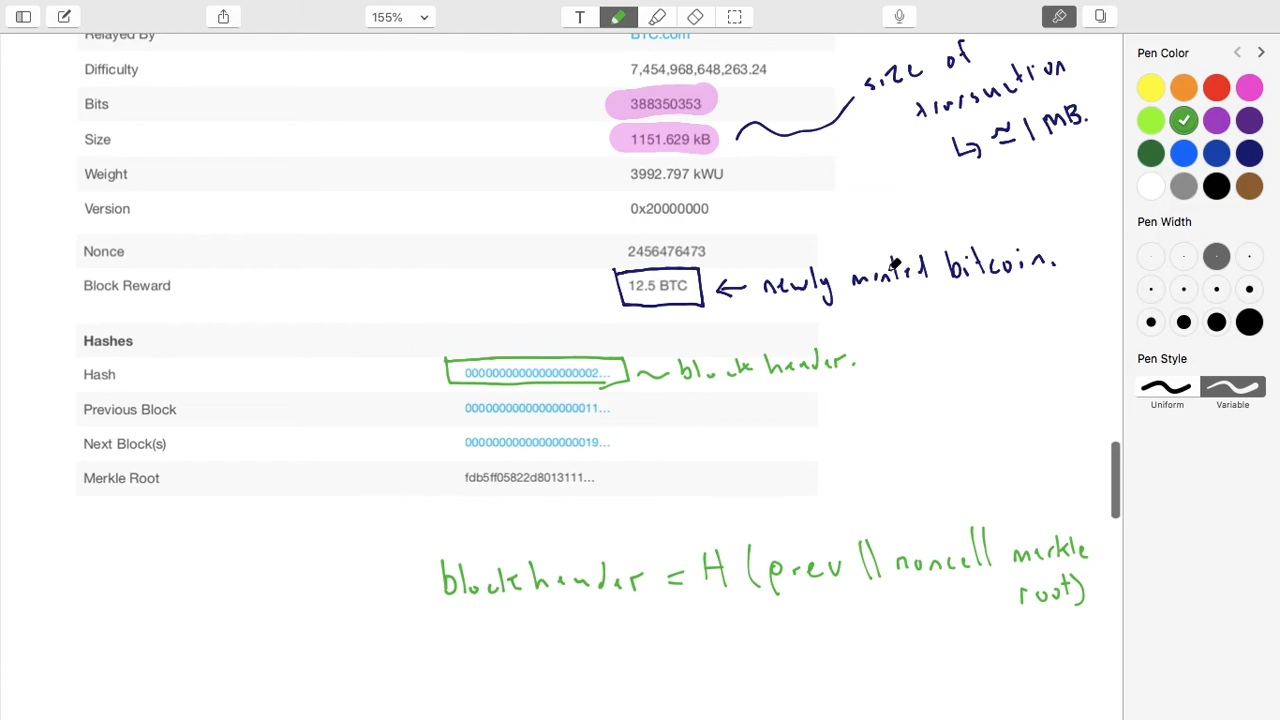 155%
T
Relayed By BTC.com
Difficulty 7,454,968,648,263.24
Bits 388350353
Size 1151.629 kB
size of
transaction
↳ ≃ 1 MB.
Weight 3992.797 kWU
Version 0x20000000
Nonce 2456476473
Block Reward 12.5 BTC ← newly minted bitcoin.
Hashes
Hash 00000000000000000002... ~ block header.
Previous Block 00000000000000000011...
Next Block(s) 00000000000000000019...
Merkle Root fdb5ff05822d8013111...
blockheader = H (prev || nonce || merkle
root)
Pen Color
Pen Width
Pen Style
Uniform Variable